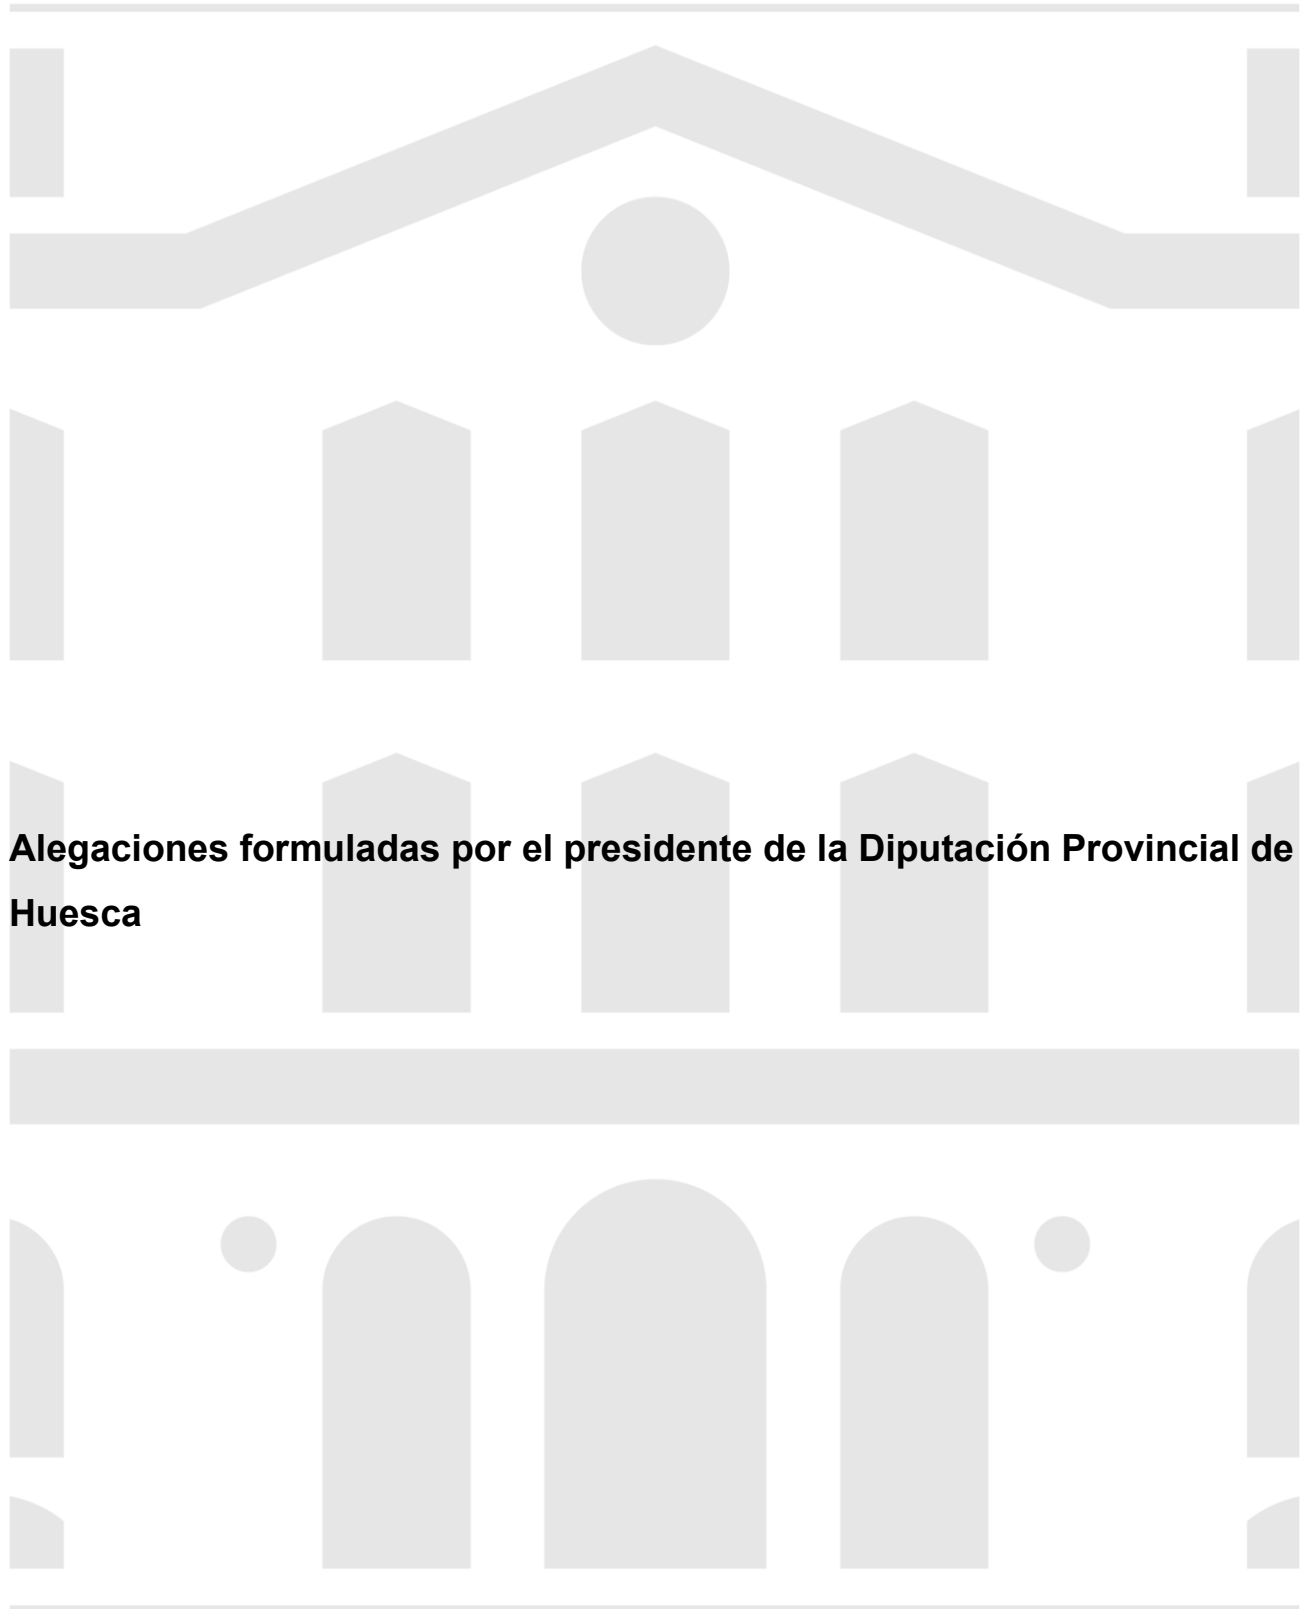 Alegaciones formuladas por el presidente de la Diputación Provincial de
Huesca